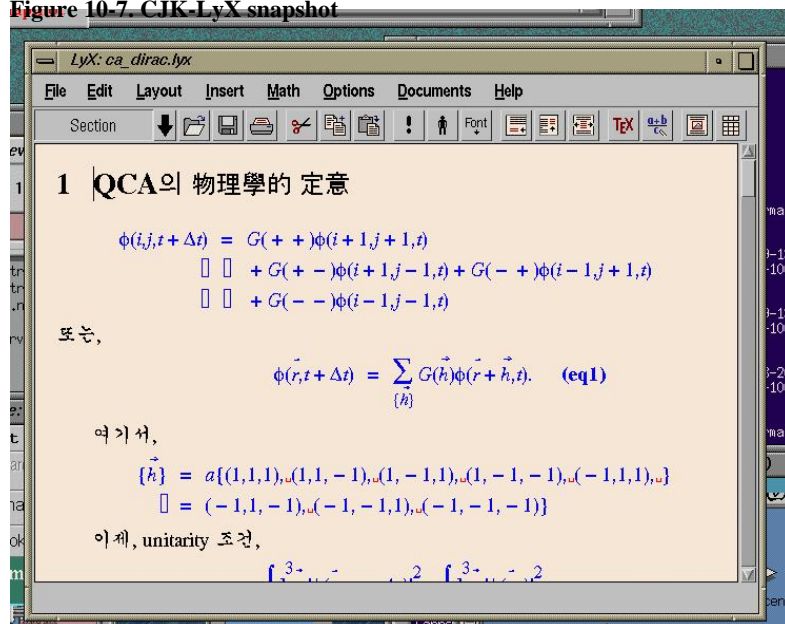 Figure 10-7. CJK-LyX snapshot
LyX: ca_dirac.lyx
File Edit Layout Insert Math Options Documents Help
Section Font TEX a+b c
1 QCA의 物理學的 定意
ϕ(i,j,t + Δt) = G( + + )ϕ(i + 1,j + 1,t)
+ G( + − )ϕ(i + 1,j − 1,t) + G( − + )ϕ(i − 1,j + 1,t)
+ G( − − )ϕ(i − 1,j − 1,t)
또는,
ϕ(r⃗,t + Δt) = ∑{h⃗} G(h⃗)ϕ(r⃗ + h⃗,t). (eq1)
여기서,
{h⃗} = a{(1,1,1),␣(1,1, − 1),␣(1, − 1,1),␣(1, − 1, − 1),␣( − 1,1,1),␣}
= ( − 1,1, − 1),␣( − 1, − 1,1),␣( − 1, − 1, − 1)}
이제, unitarity 조건,